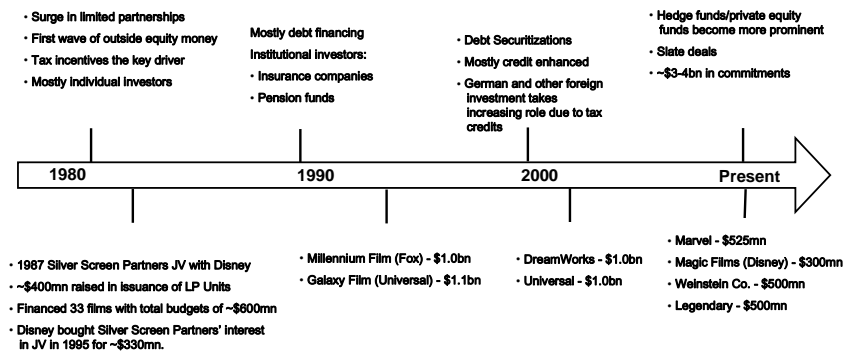 • Surge in limited partnerships
• First wave of outside equity money
• Tax incentives the key driver
• Mostly individual investors
Mostly debt financing
Institutional investors:
• Insurance companies
• Pension funds
• Debt Securitizations
• Mostly credit enhanced
• German and other foreign
investment takes
increasing role due to tax
credits
• Hedge funds/private equity
funds become more prominent
• Slate deals
• ~$3-4bn in commitments
1980
1990
2000
Present
• 1987 Silver Screen Partners JV with Disney
• ~$400mn raised in issuance of LP Units
• Financed 33 films with total budgets of ~$600mn
• Disney bought Silver Screen Partners' interest
in JV in 1995 for ~$330mn.
• Millennium Film (Fox) - $1.0bn
• Galaxy Film (Universal) - $1.1bn
• DreamWorks - $1.0bn
• Universal - $1.0bn
• Marvel - $525mn
• Magic Films (Disney) - $300mn
• Weinstein Co. - $500mn
• Legendary - $500mn